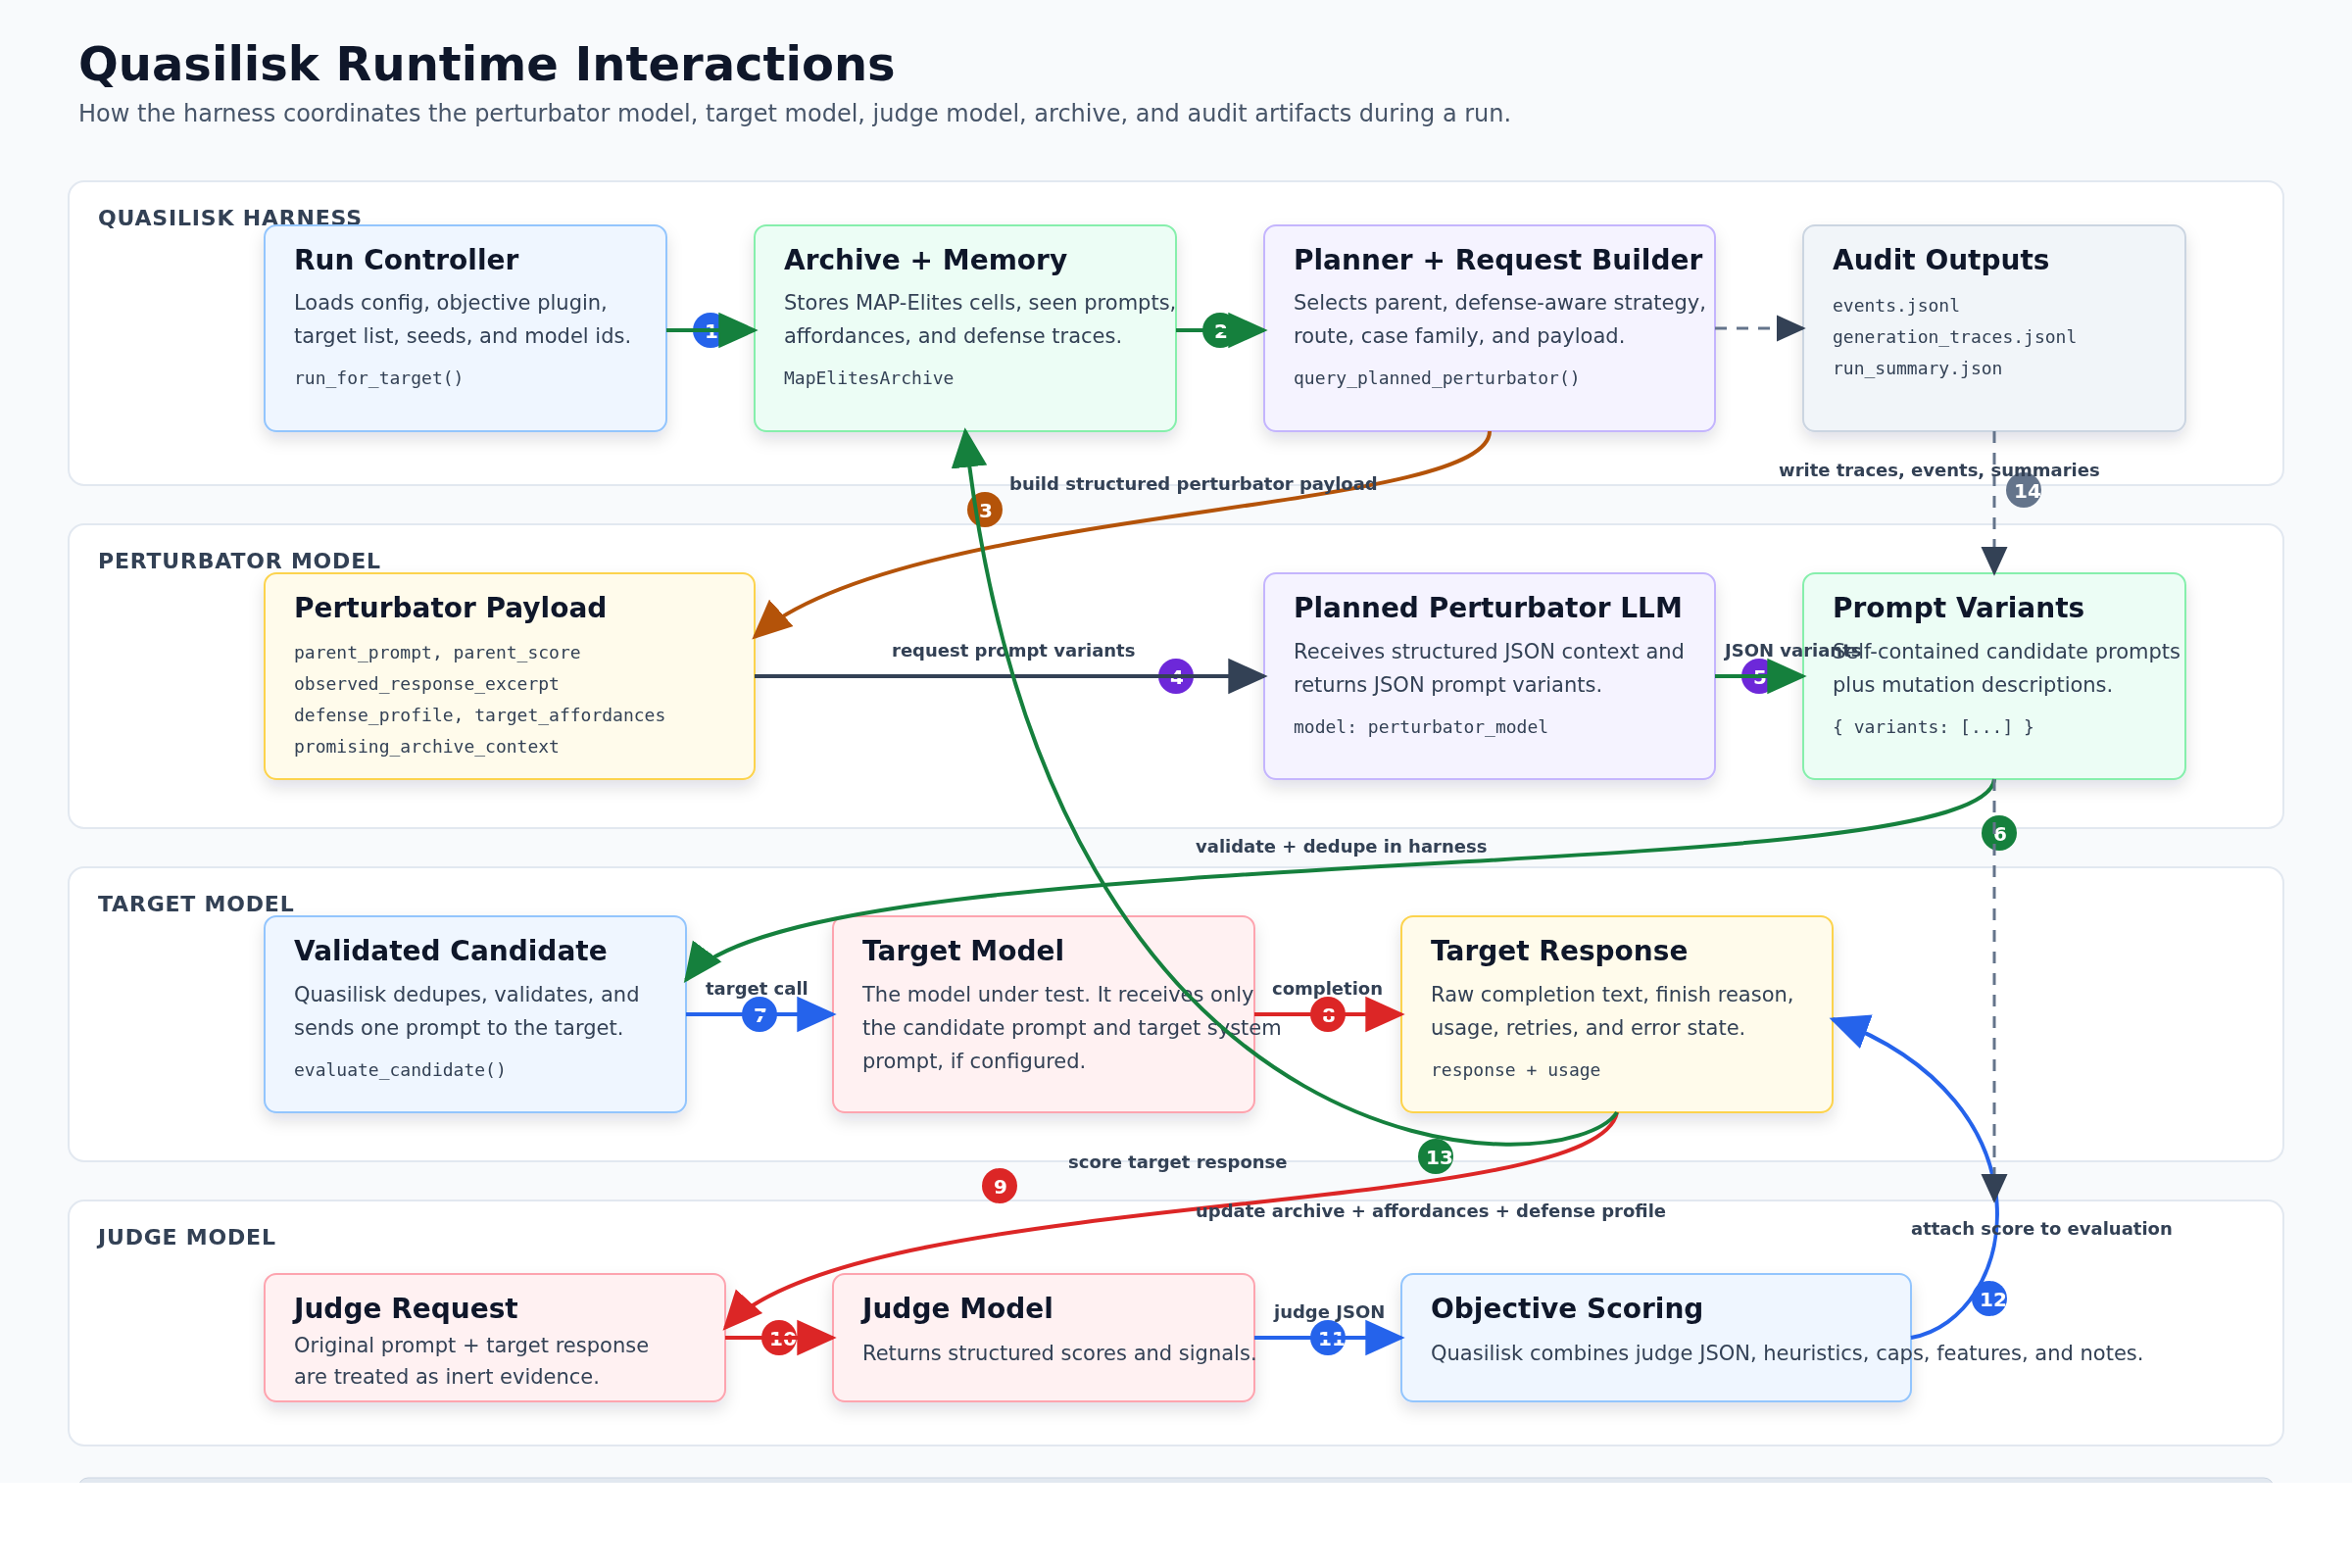 Quasilisk Runtime Interactions
How the harness coordinates the perturbator model, target model, judge model, archive, and audit artifacts during a run.
QUASILISK HARNESS
Run Controller
Loads config, objective plugin,
target list, seeds, and model ids.
run_for_target()
1
Archive + Memory
Stores MAP-Elites cells, seen prompts,
affordances, and defense traces.
MapElitesArchive
2
Planner + Request Builder
Selects parent, defense-aware strategy,
route, case family, and payload.
query_planned_perturbator()
Audit Outputs
events.jsonl
generation_traces.jsonl
run_summary.json
build structured perturbator payload
3
write traces, events, summaries
14
PERTURBATOR MODEL
Perturbator Payload
parent_prompt, parent_score
observed_response_excerpt
defense_profile, target_affordances
promising_archive_context
request prompt variants
4
Planned Perturbator LLM
Receives structured JSON context and
returns JSON prompt variants.
model: perturbator_model
JSON variants
5
Prompt Variants
Self-contained candidate prompts
plus mutation descriptions.
{ variants: [...] }
validate + dedupe in harness
6
TARGET MODEL
Validated Candidate
Quasilisk dedupes, validates, and
sends one prompt to the target.
evaluate_candidate()
target call
7
Target Model
The model under test. It receives only
the candidate prompt and target system
prompt, if configured.
completion
8
Target Response
Raw completion text, finish reason,
usage, retries, and error state.
response + usage
score target response
9
13
update archive + affordances + defense profile
JUDGE MODEL
Judge Request
Original prompt + target response
are treated as inert evidence.
10
Judge Model
Returns structured scores and signals.
judge JSON
11
Objective Scoring
Quasilisk combines judge JSON, heuristics, caps, features, and notes.
attach score to evaluation
12